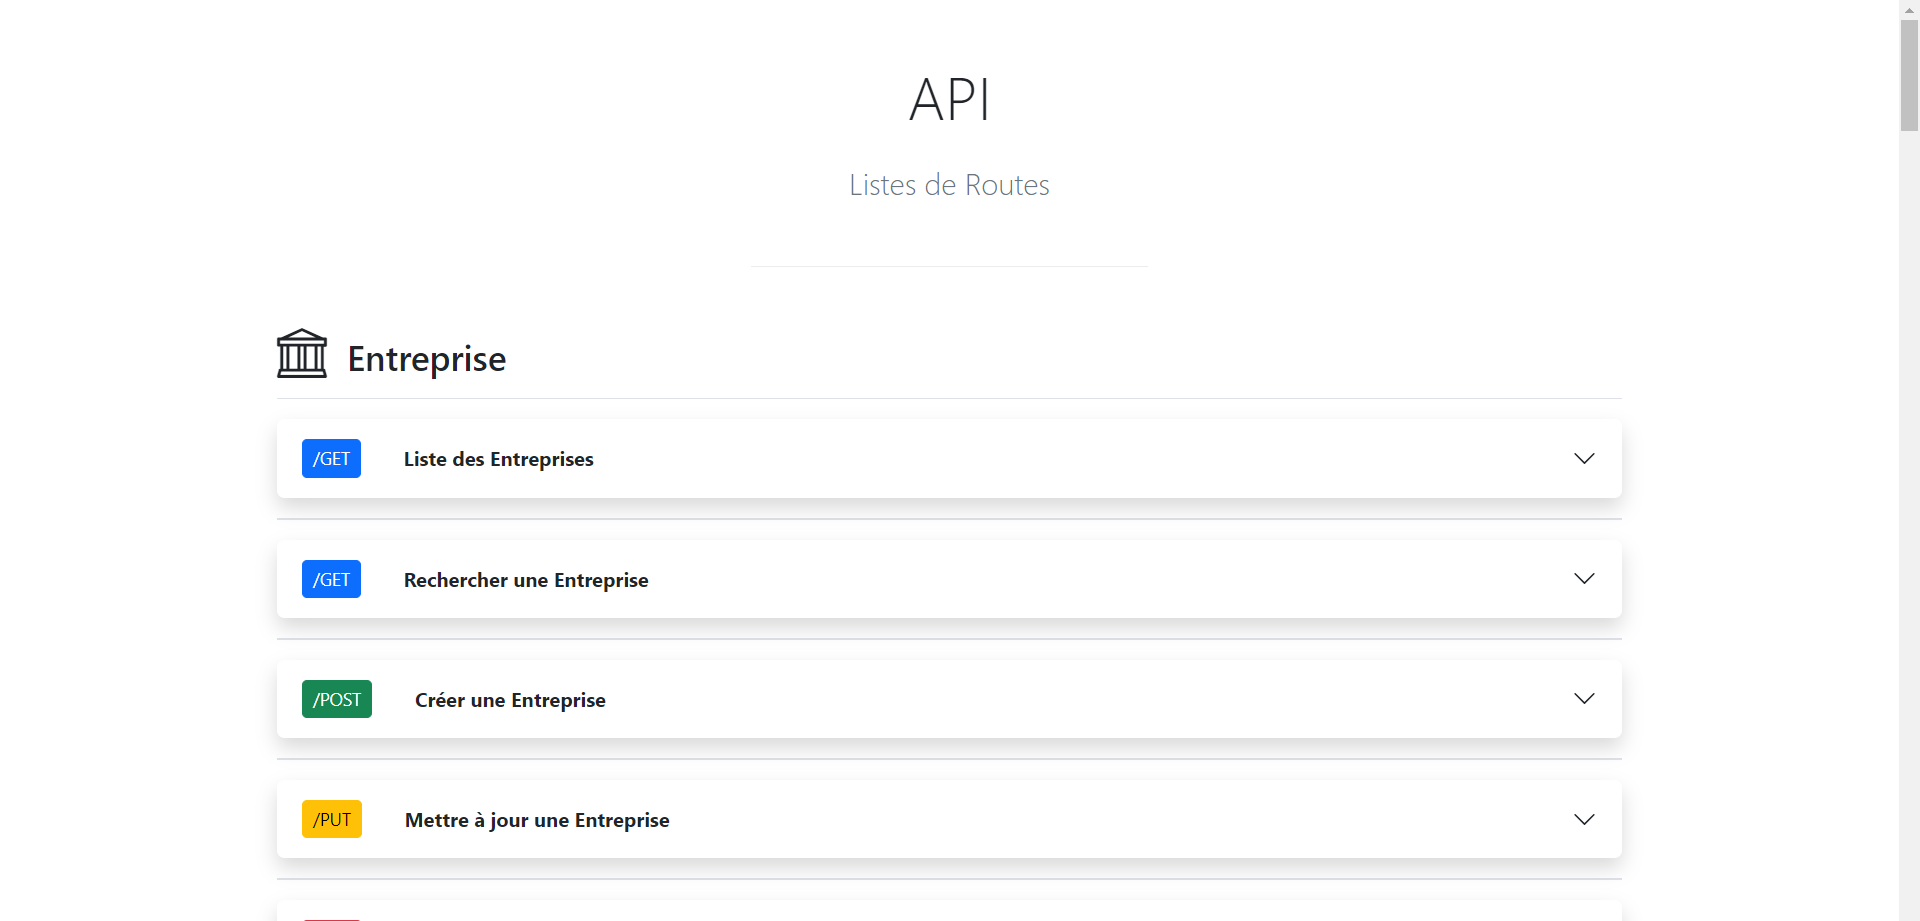 API
Listes de Routes
Entreprise
/GET Liste des Entreprises
/GET Rechercher une Entreprise
/POST Créer une Entreprise
/PUT Mettre à jour une Entreprise